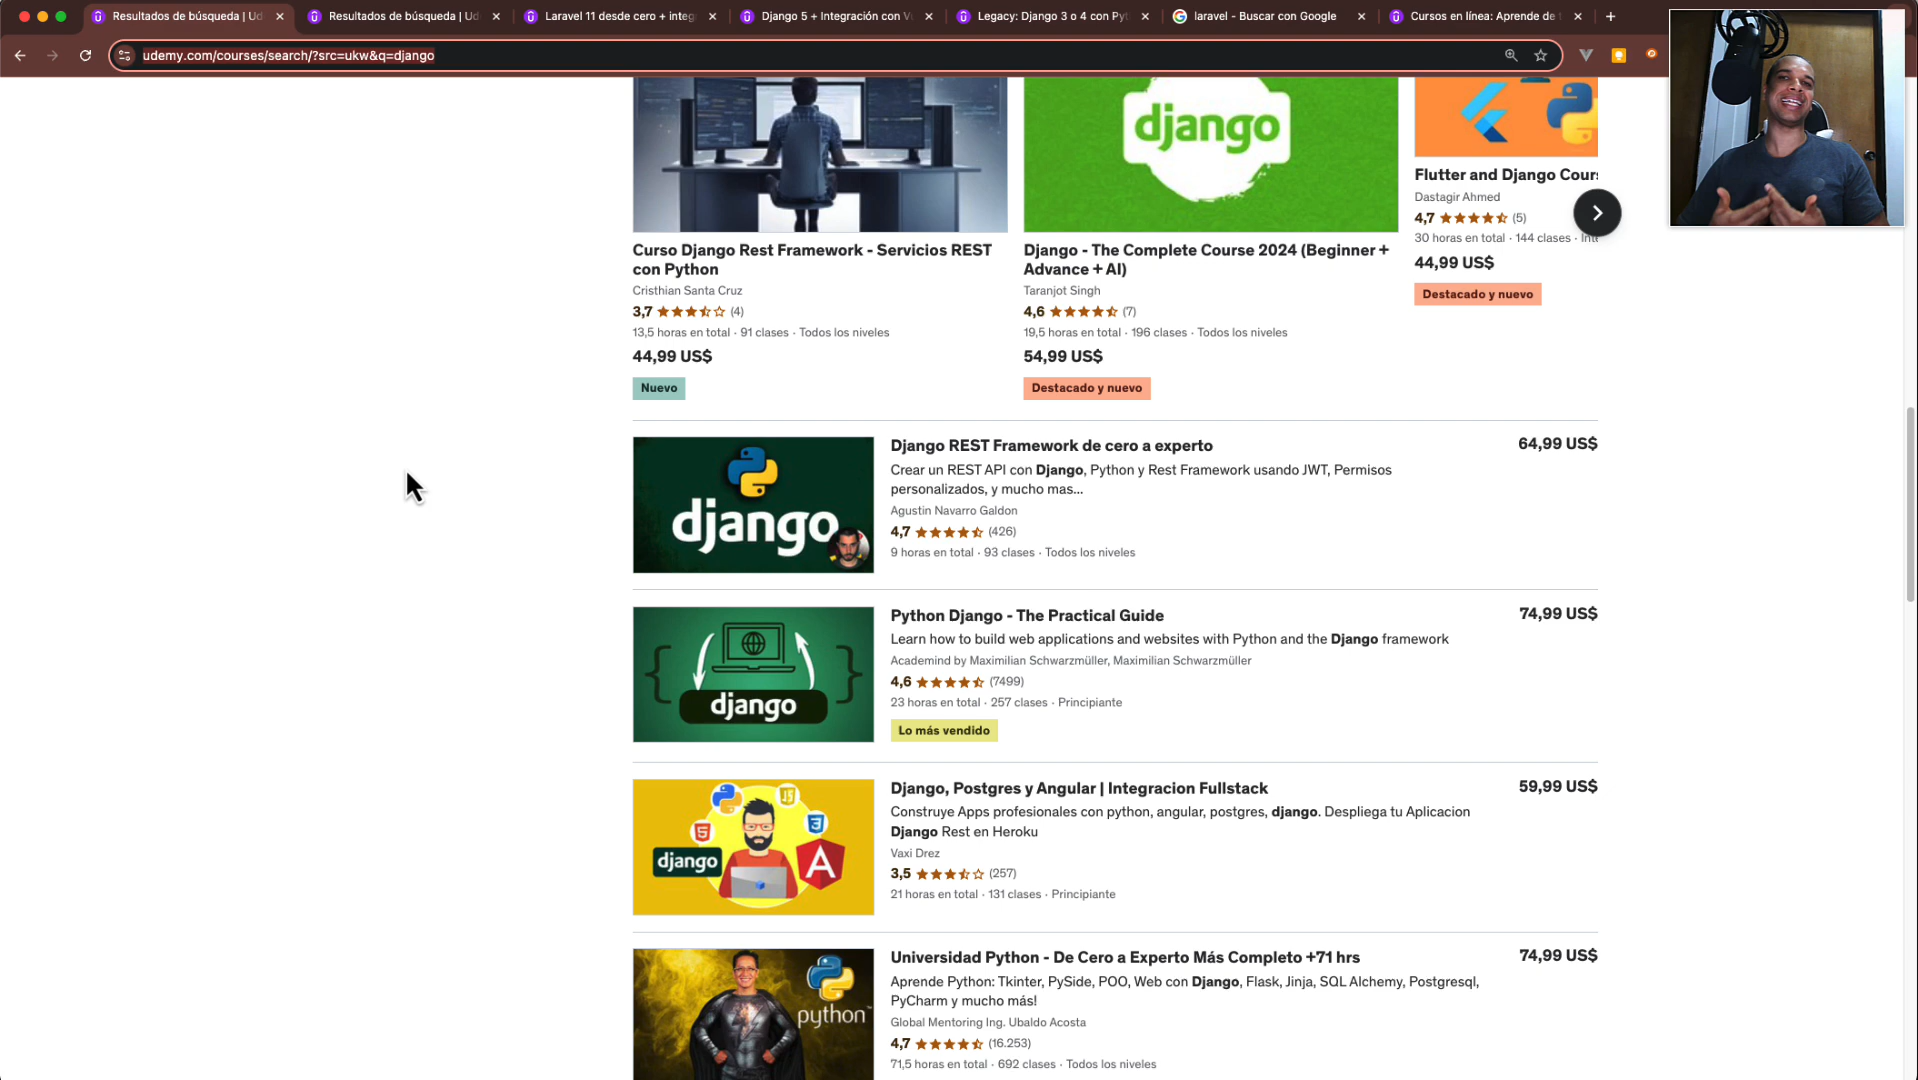 Resultados de búsqueda | Ud
Resultados de búsqueda | Ud
Laravel 11 desde cero + integ
Django 5 + Integración con Vu
Legacy: Django 3 o 4 con Pyt
laravel - Buscar con Google
Cursos en línea: Aprende de
udemy.com/courses/search/?src=ukw&q=django
django
Curso Django Rest Framework - Servicios REST
con Python
Cristhian Santa Cruz
3,7 (4)
13,5 horas en total · 91 clases · Todos los niveles
44,99 US$
Nuevo
Django - The Complete Course 2024 (Beginner +
Advance + AI)
Taranjot Singh
4,6 (7)
19,5 horas en total · 196 clases · Todos los niveles
54,99 US$
Destacado y nuevo
Flutter and Django Cours
Dastagir Ahmed
4,7 (5)
30 horas en total · 144 clases · Inte
44,99 US$
Destacado y nuevo
django
Django REST Framework de cero a experto
64,99 US$
Crear un REST API con Django, Python y Rest Framework usando JWT, Permisos
personalizados, y mucho mas...
Agustin Navarro Galdon
4,7 (426)
9 horas en total · 93 clases · Todos los niveles
django
Python Django - The Practical Guide
74,99 US$
Learn how to build web applications and websites with Python and the Django framework
Academind by Maximilian Schwarzmüller, Maximilian Schwarzmüller
4,6 (7499)
23 horas en total · 257 clases · Principiante
Lo más vendido
django
Django, Postgres y Angular | Integracion Fullstack
59,99 US$
Construye Apps profesionales con python, angular, postgres, django. Despliega tu Aplicacion
Django Rest en Heroku
Vaxi Drez
3,5 (257)
21 horas en total · 131 clases · Principiante
python
Universidad Python - De Cero a Experto Más Completo +71 hrs
74,99 US$
Aprende Python: Tkinter, PySide, POO, Web con Django, Flask, Jinja, SQL Alchemy, Postgresql,
PyCharm y mucho más!
Global Mentoring Ing. Ubaldo Acosta
4,7 (16.253)
71,5 horas en total · 692 clases · Todos los niveles